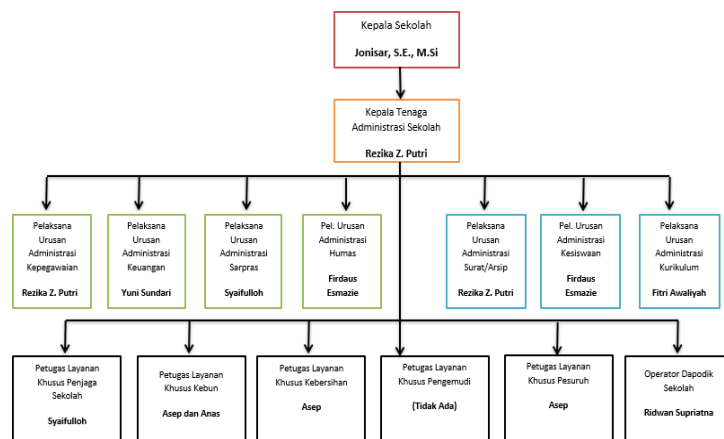 Kepala Sekolah
Jonisar, S.E., M.Si
Kepala Tenaga
Administrasi Sekolah
Rezika Z. Putri
Pelaksana
Urusan
Administrasi
Kepegawaian
Rezika Z. Putri
Pelaksana
Urusan
Administrasi
Keuangan
Yuni Sundari
Pelaksana
Urusan
Administrasi
Sarpras
Syaifulloh
Pel. Urusan
Administrasi
Humas
Firdaus
Esmazie
Pelaksana
Urusan
Administrasi
Surat/Arsip
Rezika Z. Putri
Pel. Urusan
Administrasi
Kesiswaan
Firdaus
Esmazie
Pelaksana
Urusan
Administrasi
Kurikulum
Fitri Awaliyah
Petugas Layanan
Khusus Penjaga
Sekolah
Syaifulloh
Petugas Layanan
Khusus Kebun
Asep dan Anas
Petugas Layanan
Khusus Kebersihan
Asep
Petugas Layanan
Khusus Pengemudi
(Tidak Ada)
Petugas Layanan
Khusus Pesuruh
Asep
Operator Dapodik
Sekolah
Ridwan Supriatna